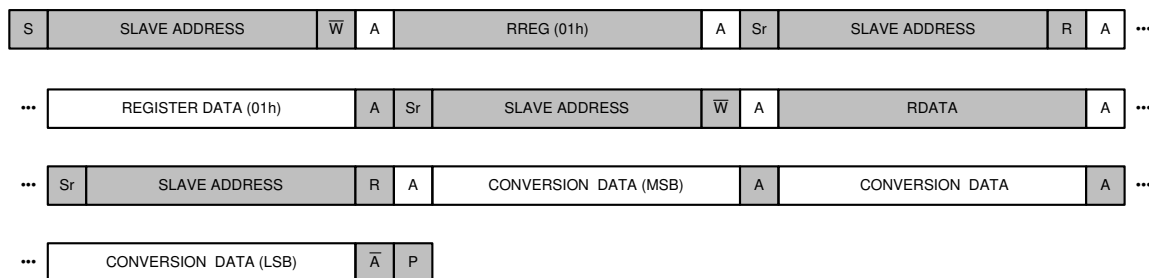 S SLAVE ADDRESS W̅ A RREG (01h) A Sr SLAVE ADDRESS R A •••
••• REGISTER DATA (01h) A Sr SLAVE ADDRESS W̅ A RDATA A •••
••• Sr SLAVE ADDRESS R A CONVERSION DATA (MSB) A CONVERSION DATA A •••
••• CONVERSION DATA (LSB) A̅ P